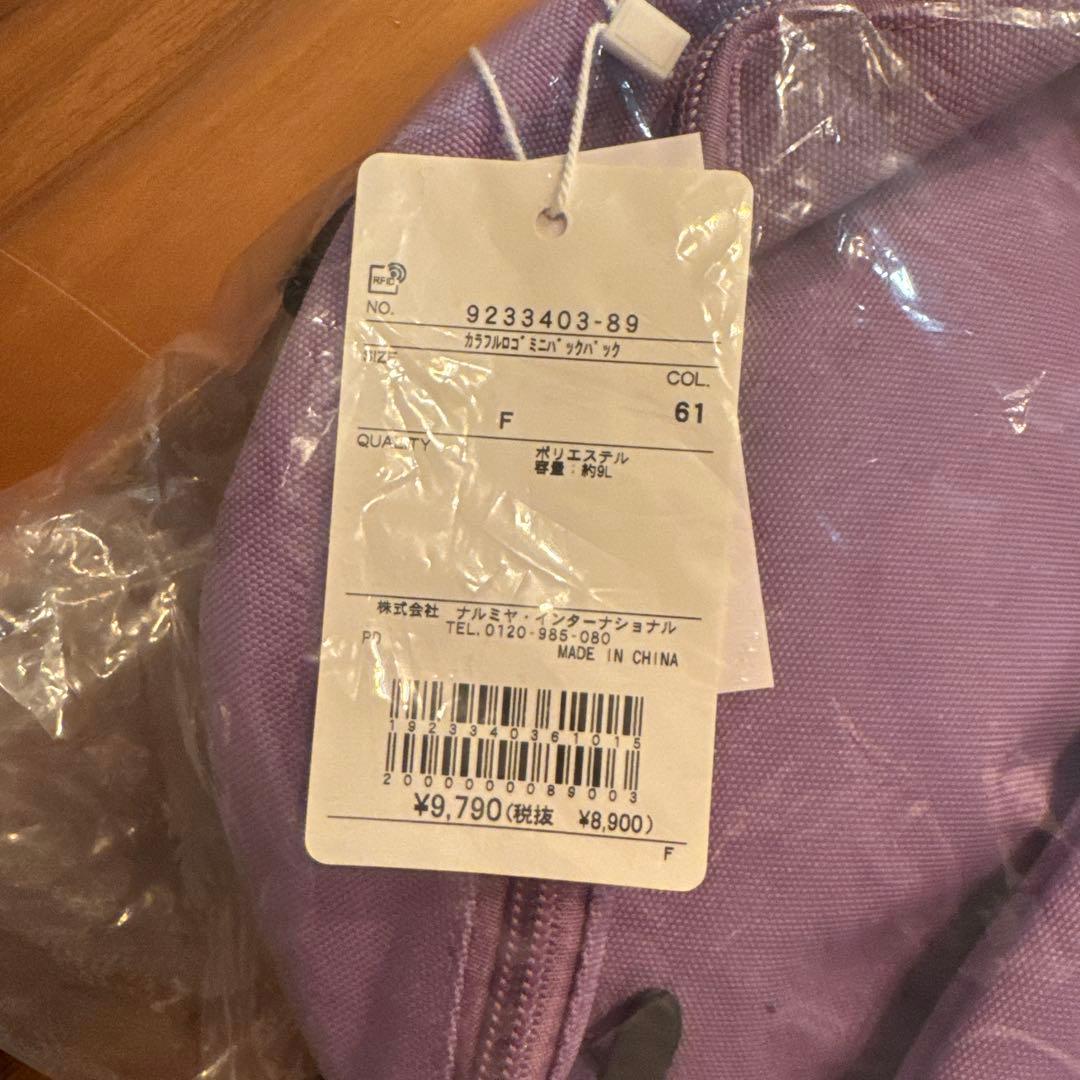 RFID
NO.
9233403-89
ｶﾗﾌﾙﾛｺﾞﾐﾆﾊﾞｯｸﾊﾟｯｸ
SIZE
COL.
F
61
QUALITY
ポリエステル
容量：約9L
株式会社 ナルミヤ・インターナショナル
TEL.0120-985-080
PD
MADE IN CHINA
1923340361015
2000000089003
¥9,790(税抜 ¥8,900)
F